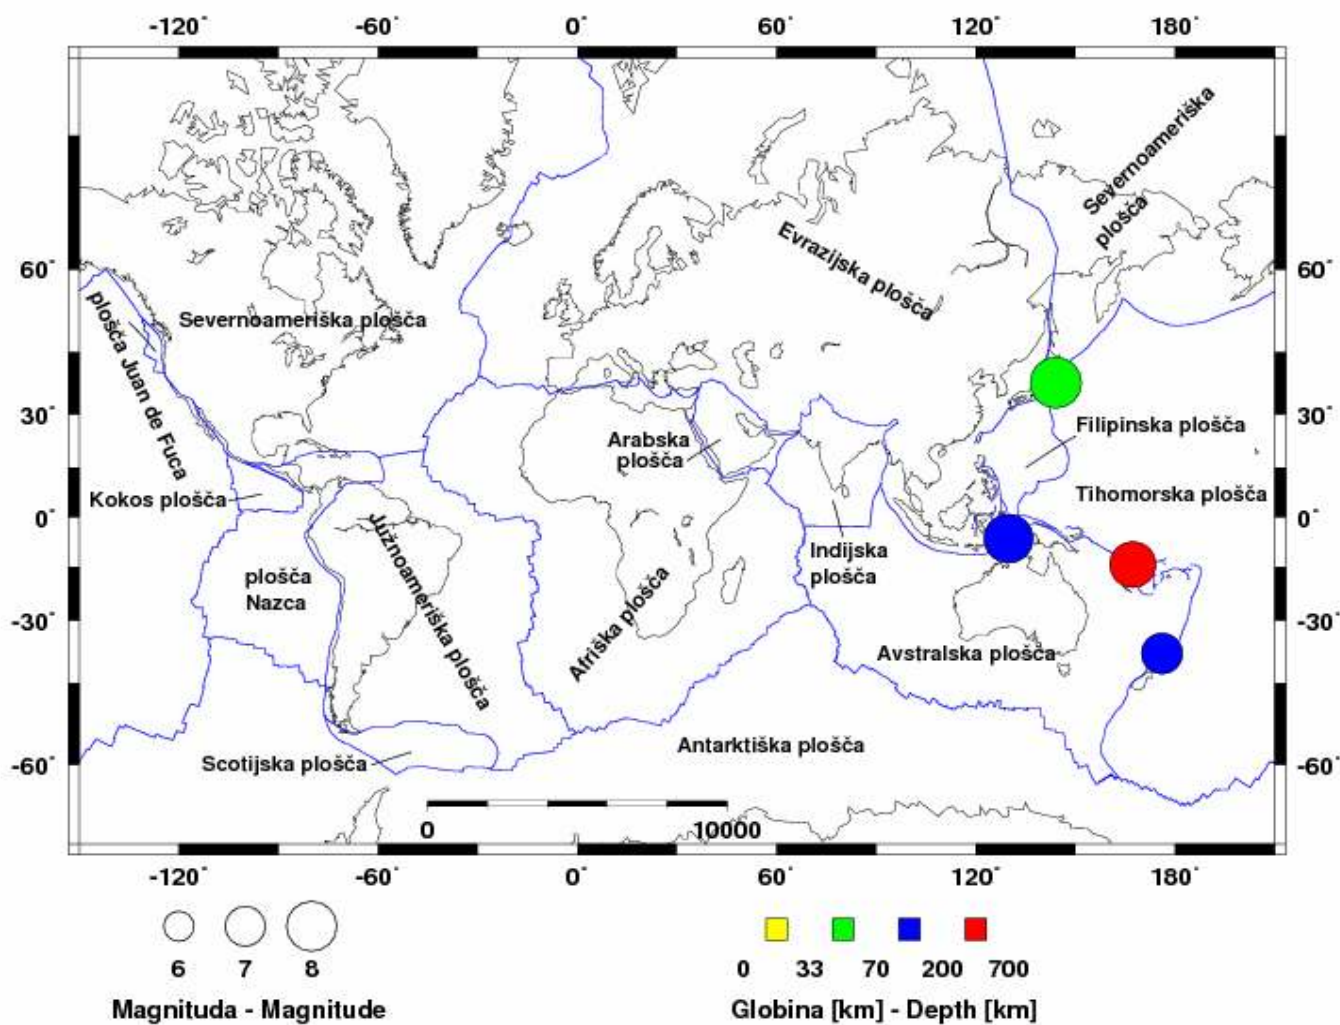 -120° -60° 0° 60° 120° 180°
Severnoameriška
plošča
Evrazijska plošča
60° 60°
plošča Juan de Fuca
Severnoameriška plošča
30° 30°
Filipinska plošča
Arabska
plošča
Kokos plošča
Tihomorska plošča
0° 0°
Južnoameriška plošča
Indijska
plošča
plošča
Nazca
Afriška plošča
-30° -30°
Avstralska plošča
Antarktiška plošča
Scotijska plošča
-60° -60°
0 10000
-120° -60° 0° 60° 120° 180°
6 7 8
0 33 70 200 700
Magnituda - Magnitude
Globina [km] - Depth [km]